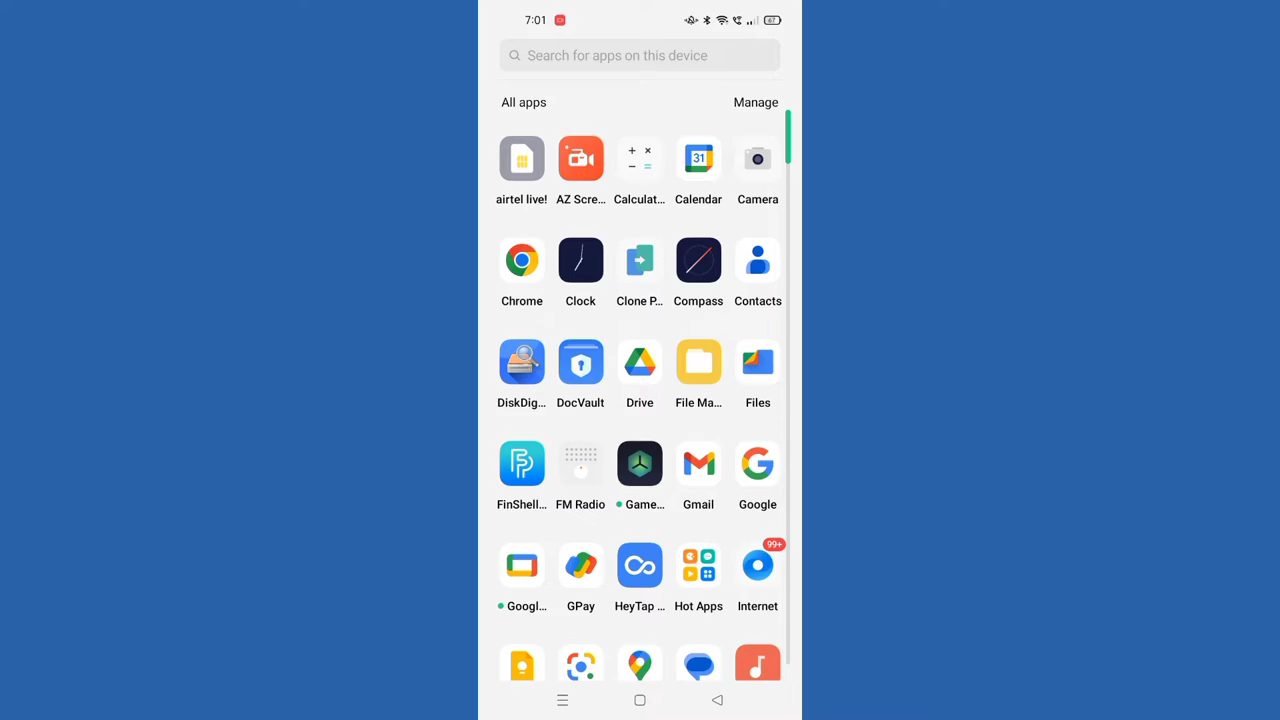 7:01
67
Search for apps on this device
All apps
Manage
31
airtel live!
AZ Scre...
Calculat...
Calendar
Camera
Chrome
Clock
Clone P...
Compass
Contacts
DiskDig...
DocVault
Drive
File Ma...
Files
FinShell...
FM Radio
Game...
Gmail
Google
99+
Googl...
GPay
HeyTap ...
Hot Apps
Internet